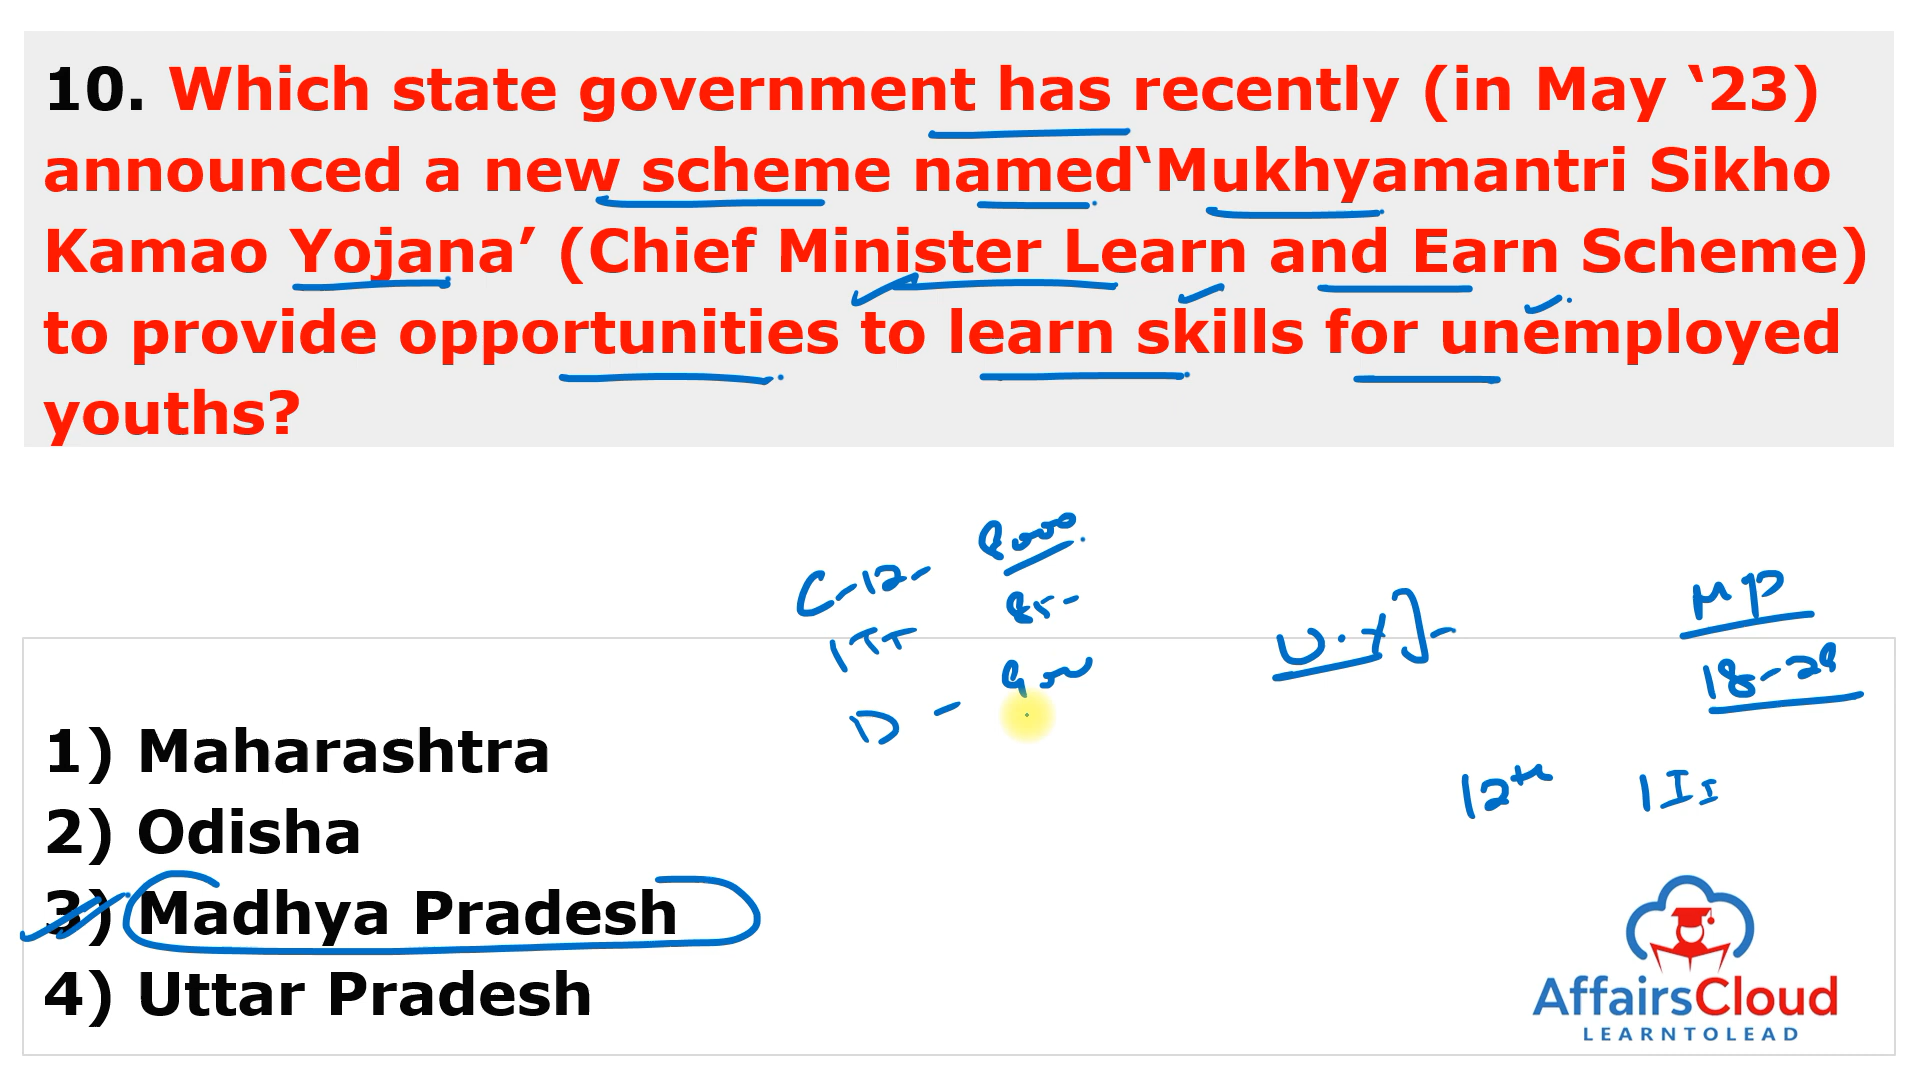 10. Which state government has recently (in May ‘23)
announced a new scheme named‘Mukhyamantri Sikho
Kamao Yojana’ (Chief Minister Learn and Earn Scheme)
to provide opportunities to learn skills for unemployed
youths?
C-12-
MP
18-29
D -
12th
1) Maharashtra
2) Odisha
3) Madhya Pradesh
4) Uttar Pradesh
AffairsCloud
LEARNTOLEAD